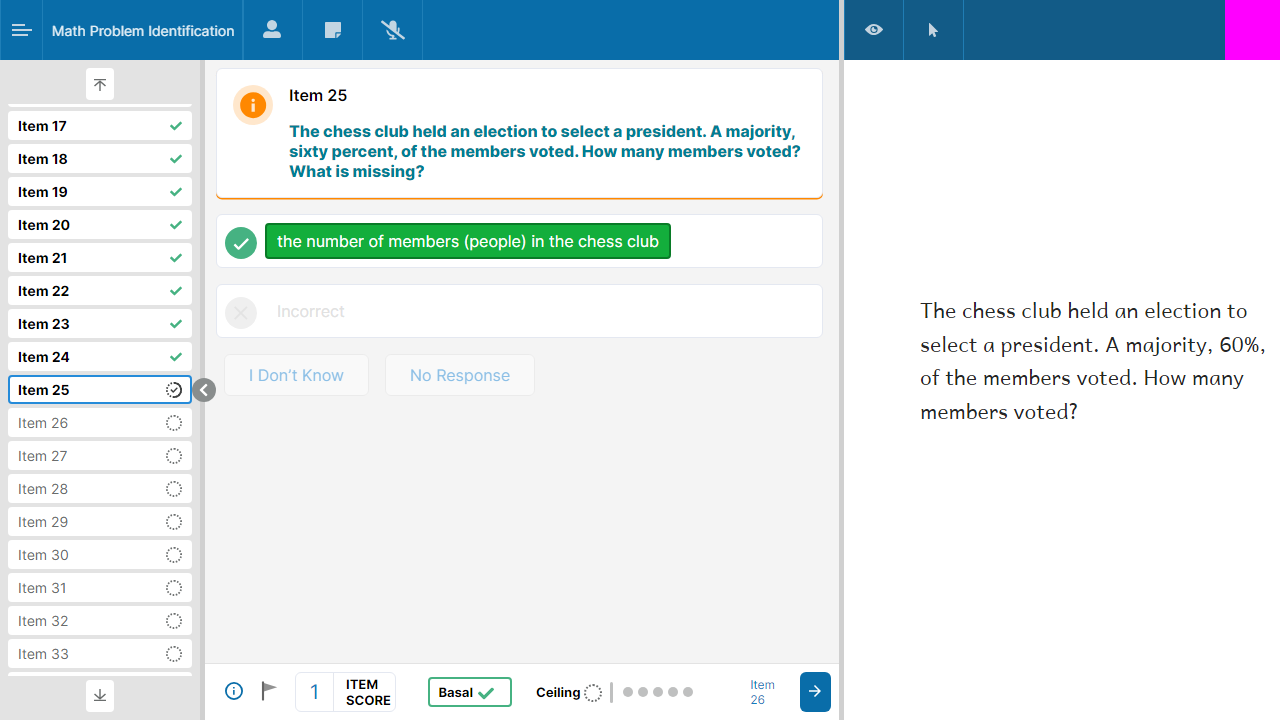 Math Problem Identification
Item 17
Item 18
Item 19
Item 20
Item 21
Item 22
Item 23
Item 24
Item 25
Item 26
Item 27
Item 28
Item 29
Item 30
Item 31
Item 32
Item 33
Item 25
The chess club held an election to select a president. A majority,
sixty percent, of the members voted. How many members voted?
What is missing?
the number of members (people) in the chess club
Incorrect
I Don't Know
No Response
1
ITEM
SCORE
Basal
Ceiling
Item
26
The chess club held an election to
select a president. A majority, 60%,
of the members voted. How many
members voted?